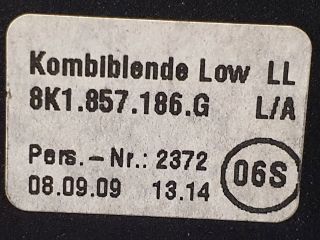 Kombiblende Low LL
8K1.857.186.G L/A
Pers.-Nr.: 2372
06S
08.09.09 13.14